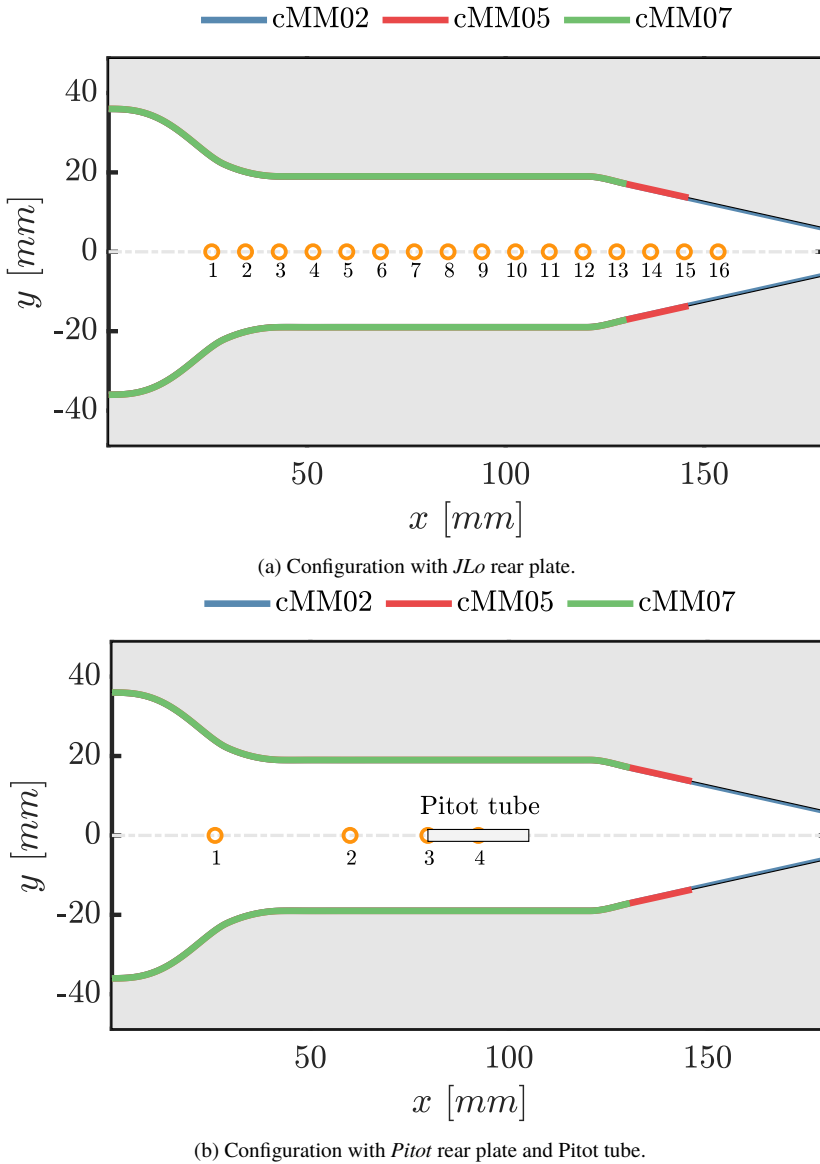 cMM02 cMM05 cMM07
40
20
0
-20
-40
y [mm]
1 2 3 4 5 6 7 8 9 10 11 12 13 14 15 16
50 100 150
x [mm]
(a) Configuration with JLo rear plate.
cMM02 cMM05 cMM07
40
20
0
-20
-40
y [mm]
Pitot tube
1 2 3 4
50 100 150
x [mm]
(b) Configuration with Pitot rear plate and Pitot tube.